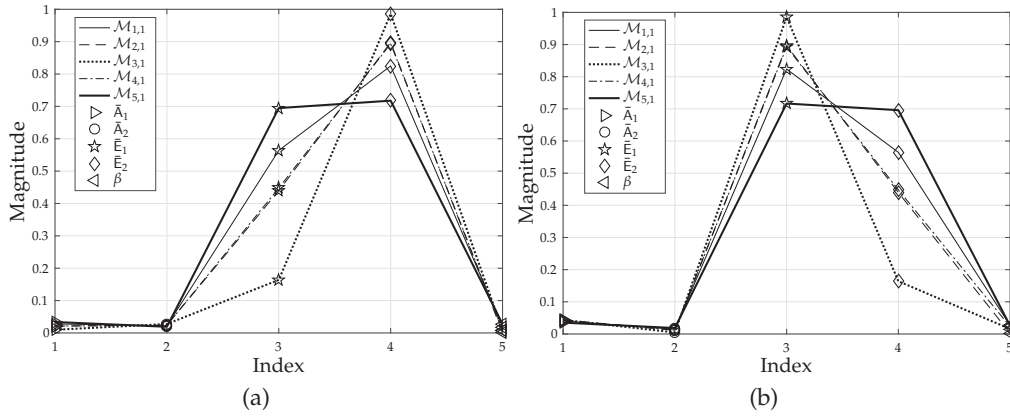 1
0.9
0.8
0.7
0.6
0.5
0.4
0.3
0.2
0.1
0
Magnitude
ℳ1,1
ℳ2,1
ℳ3,1
ℳ4,1
ℳ5,1
Ā1
Ā2
Ē1
Ē2
β
1 2 3 4 5
Index
(a)
1
0.9
0.8
0.7
0.6
0.5
0.4
0.3
0.2
0.1
0
Magnitude
ℳ1,1
ℳ2,1
ℳ3,1
ℳ4,1
ℳ5,1
Ā1
Ā2
Ē1
Ē2
β
1 2 3 4 5
Index
(b)